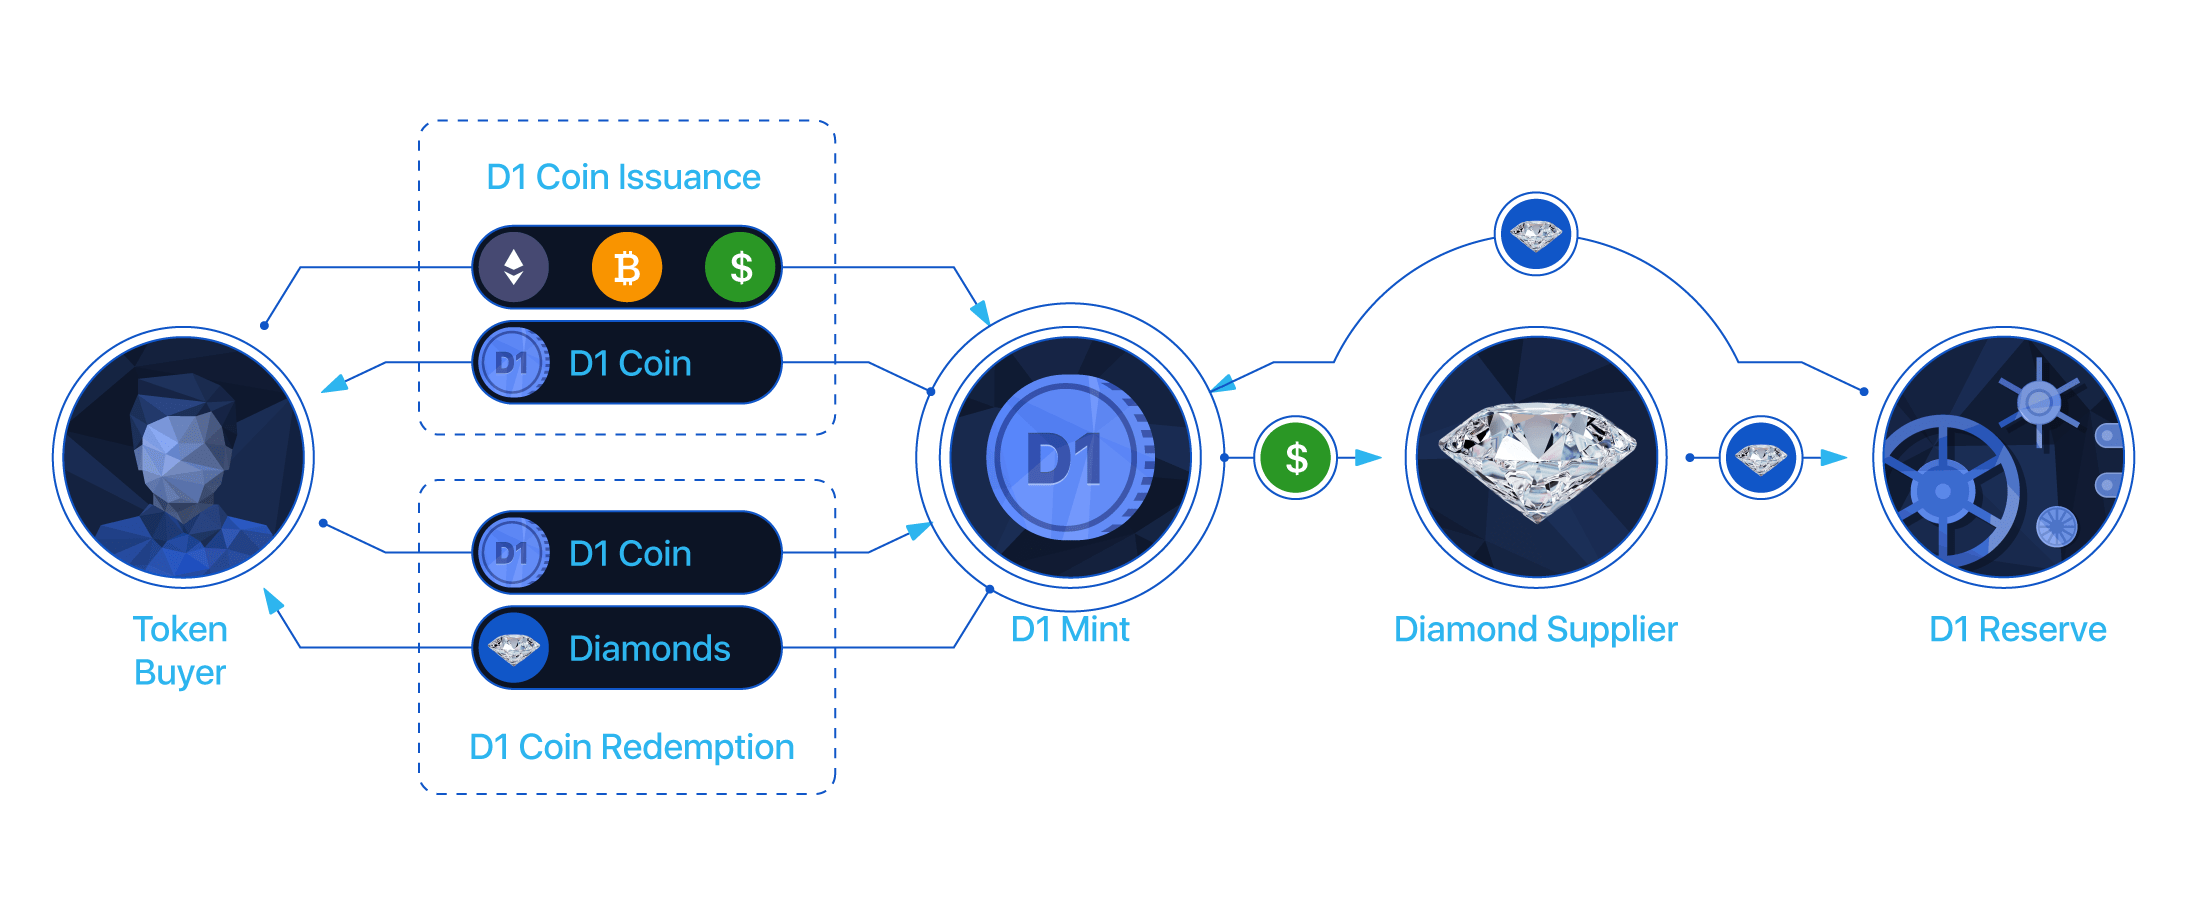 D1 Coin Issuance
₿
$
D1
D1 Coin
D1
D1 Coin
Diamonds
D1 Coin Redemption
Token
Buyer
D1
D1 Mint
$
Diamond Supplier
D1 Reserve